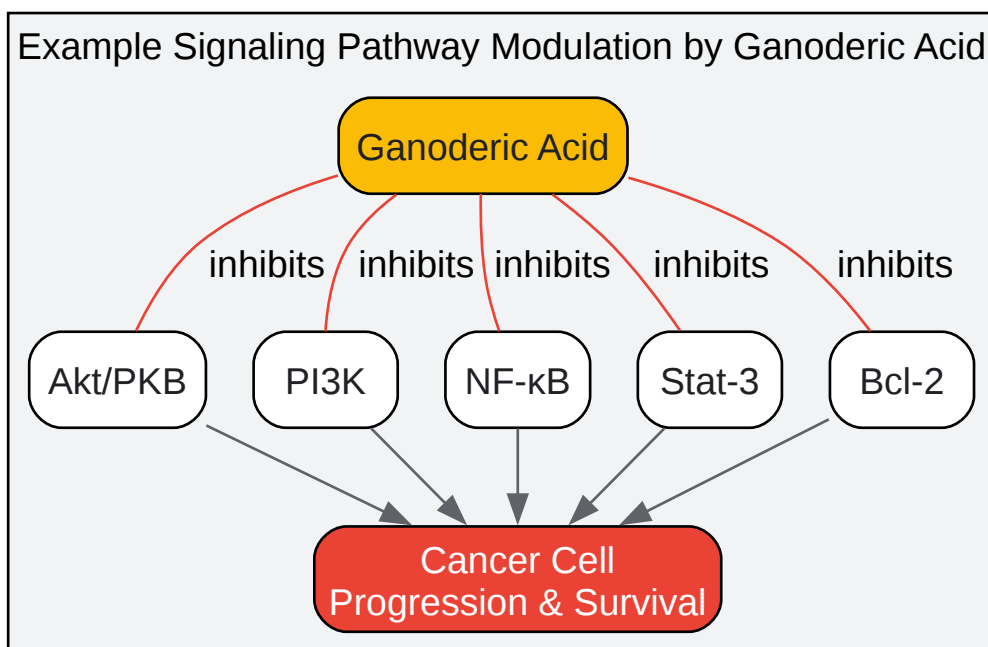 Example Signaling Pathway Modulation by Ganoderic Acid
Ganoderic Acid
inhibits inhibits inhibits inhibits inhibits
Akt/PKB PI3K NF-κB Stat-3 Bcl-2
Cancer Cell
Progression & Survival